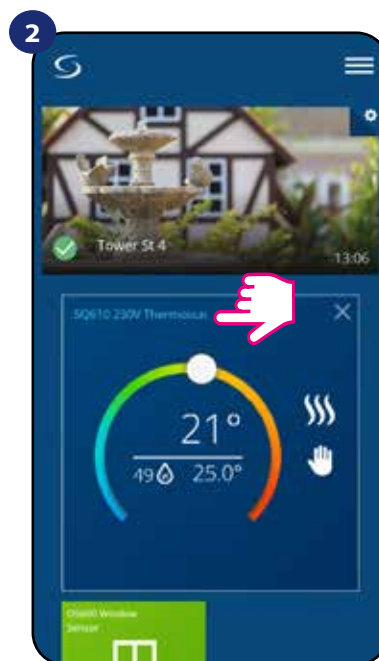 2
Tower St 4
13:06
SQ610 230V Thermostat
21°
49 25.0°
Window
Sensor